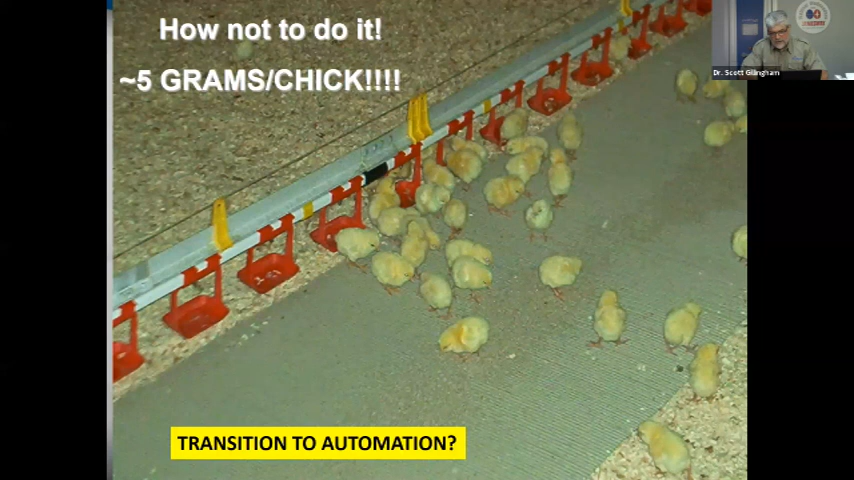 How not to do it!
~5 GRAMS/CHICK!!!!
Dr. Scott Gillingham
TRANSITION TO AUTOMATION?